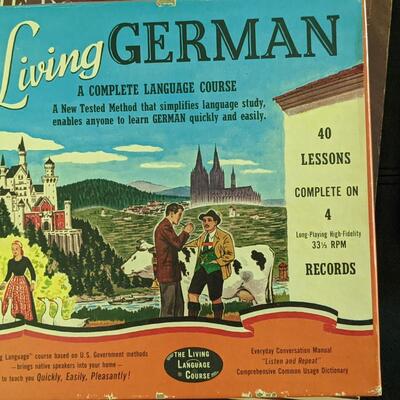 Living GERMAN
A COMPLETE LANGUAGE COURSE
A New Tested Method that simplifies language study,
enables anyone to learn GERMAN quickly and easily.
40
LESSONS
COMPLETE ON
4
Long-Playing High-Fidelity
33⅓ RPM
RECORDS
Language" course based on U.S. Government methods
—brings native speakers into your home—
to teach you Quickly, Easily, Pleasantly!
THE LIVING
LANGUAGE
COURSE
Everyday Conversation Manual
"Listen and Repeat"
Comprehensive Common Usage Dictionary